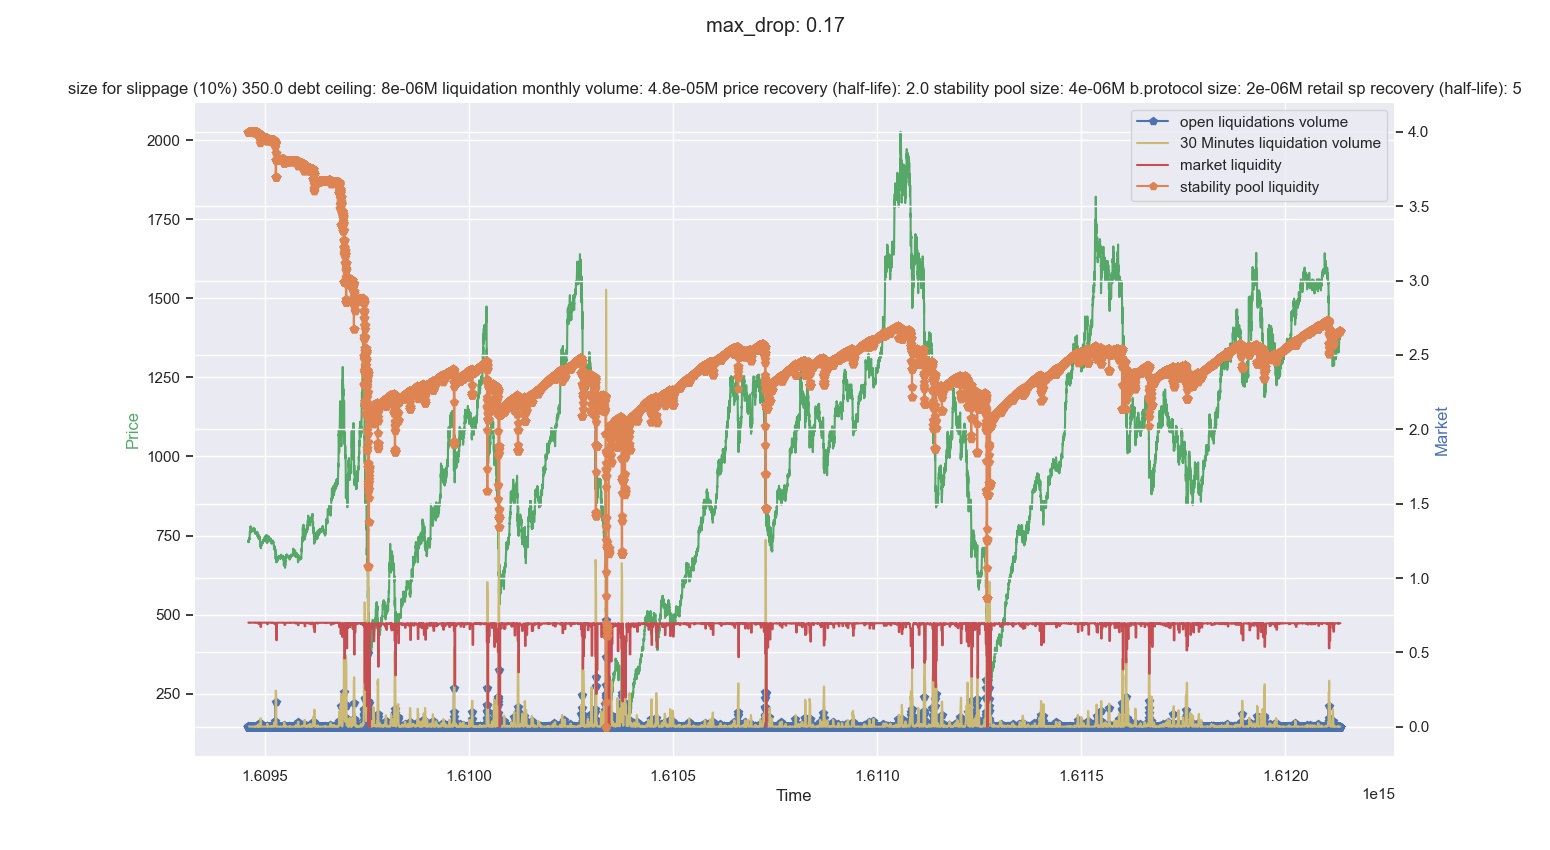 max_drop: 0.17
size for slippage (10%) 350.0 debt ceiling: 8e-06M liquidation monthly volume: 4.8e-05M price recovery (half-life): 2.0 stability pool size: 4e-06M b.protocol size: 2e-06M retail sp recovery (half-life): 5
open liquidations volume
30 Minutes liquidation volume
market liquidity
stability pool liquidity
2000
1750
1500
1250
1000
750
500
250
Price
4.0
3.5
3.0
2.5
2.0
1.5
1.0
0.5
0.0
Market
1.6095
1.6100
1.6105
1.6110
1.6115
1.6120
1e15
Time